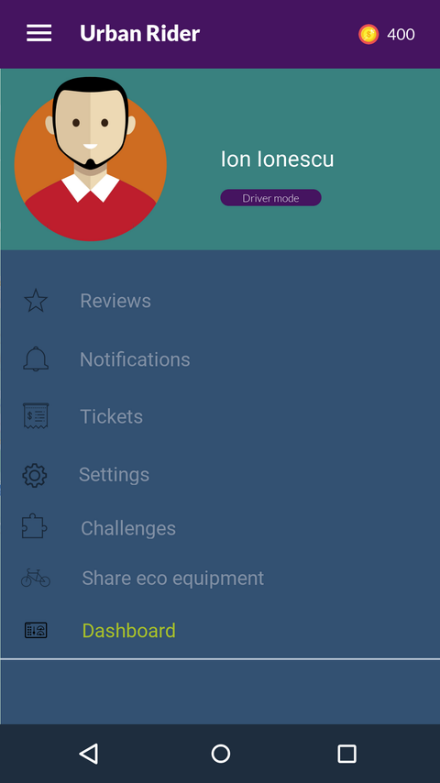 Urban Rider
400
Ion Ionescu
Driver mode
Reviews
Notifications
Tickets
Settings
Challenges
Share eco equipment
Dashboard